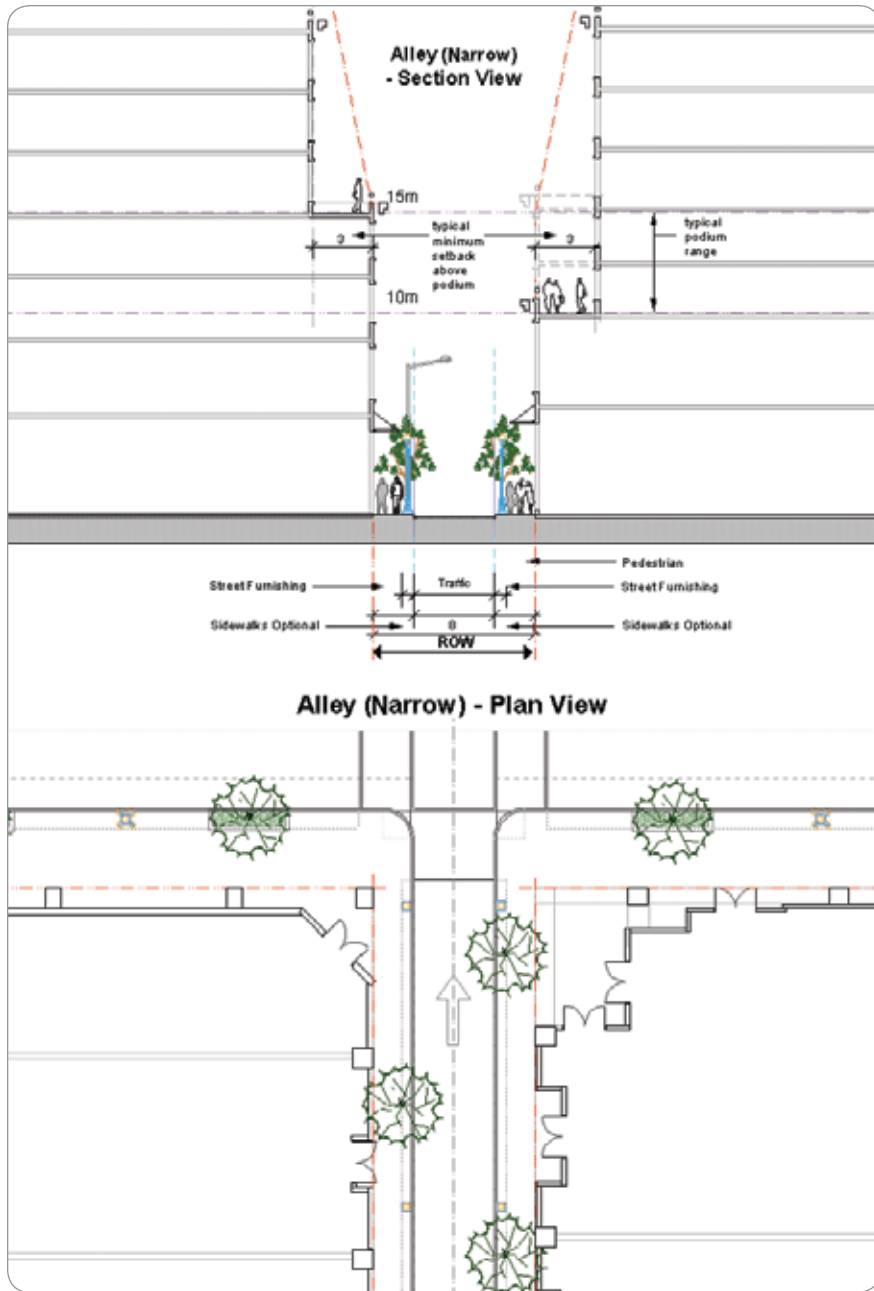 Alley (Narrow)
- Section View
15m
typical
minimum
setback
above
podium
3
3
typical
podium
range
10m
Pedestrian
Street Furnishing
Traffic
Street Furnishing
Sidewalks Optional
8
Sidewalks Optional
ROW
Alley (Narrow) - Plan View